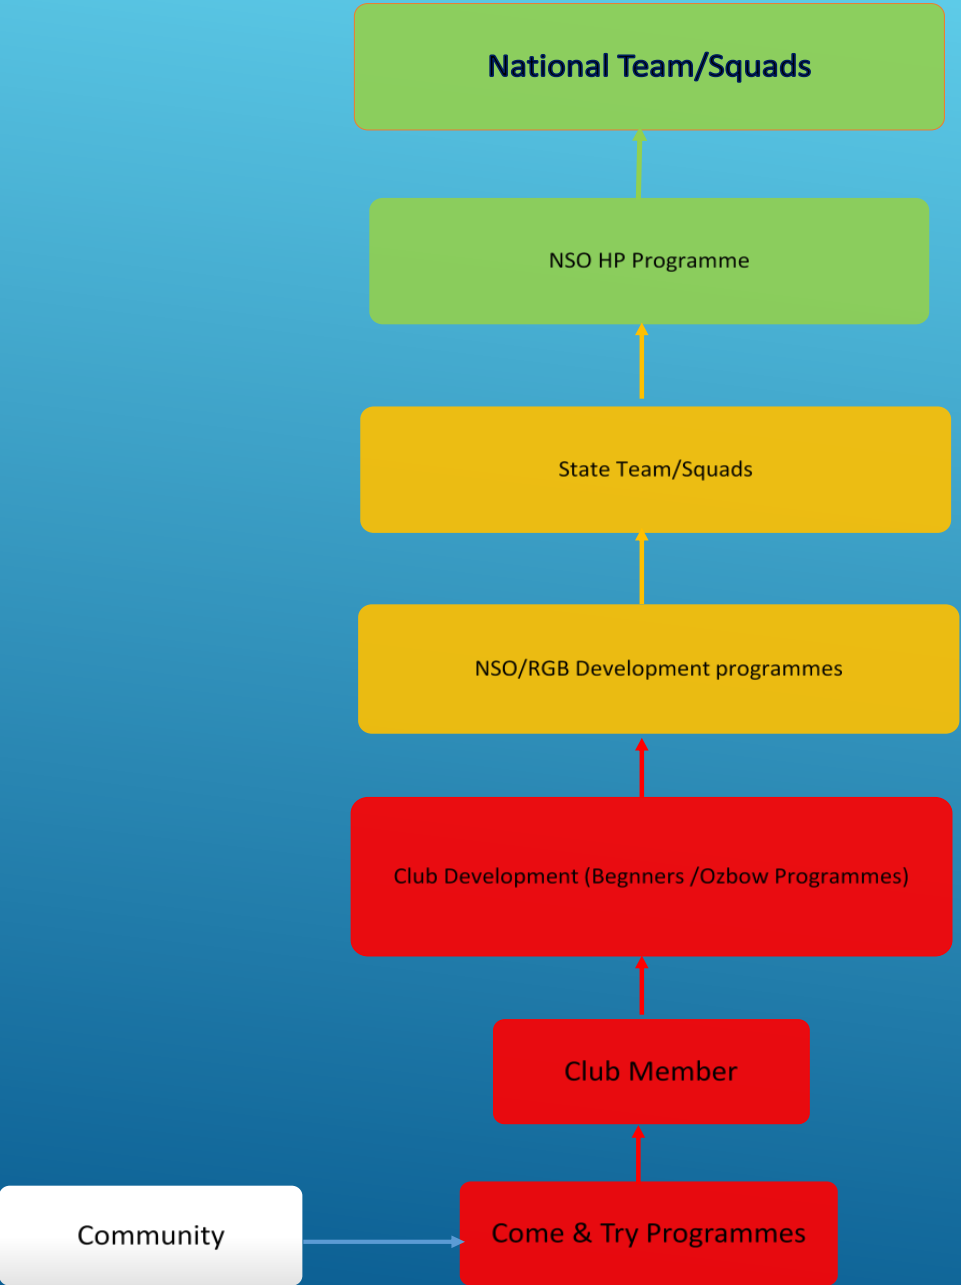 National Team/Squads
NSO HP Programme
State Team/Squads
NSO/RGB Development programmes
Club Development (Begnners /Ozbow Programmes)
Club Member
Community
Come & Try Programmes